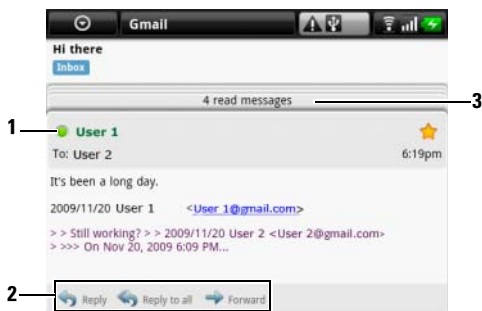 Gmail
Hi there
Inbox
4 read messages
3
1
User 1
To: User 2
6:19pm
It's been a long day.
2009/11/20 User 1 <User 1@gmail.com>
> > Still working? > > 2009/11/20 User 2 <User 2@gmail.com>
> >>> On Nov 20, 2009 6:09 PM...
2
Reply Reply to all Forward